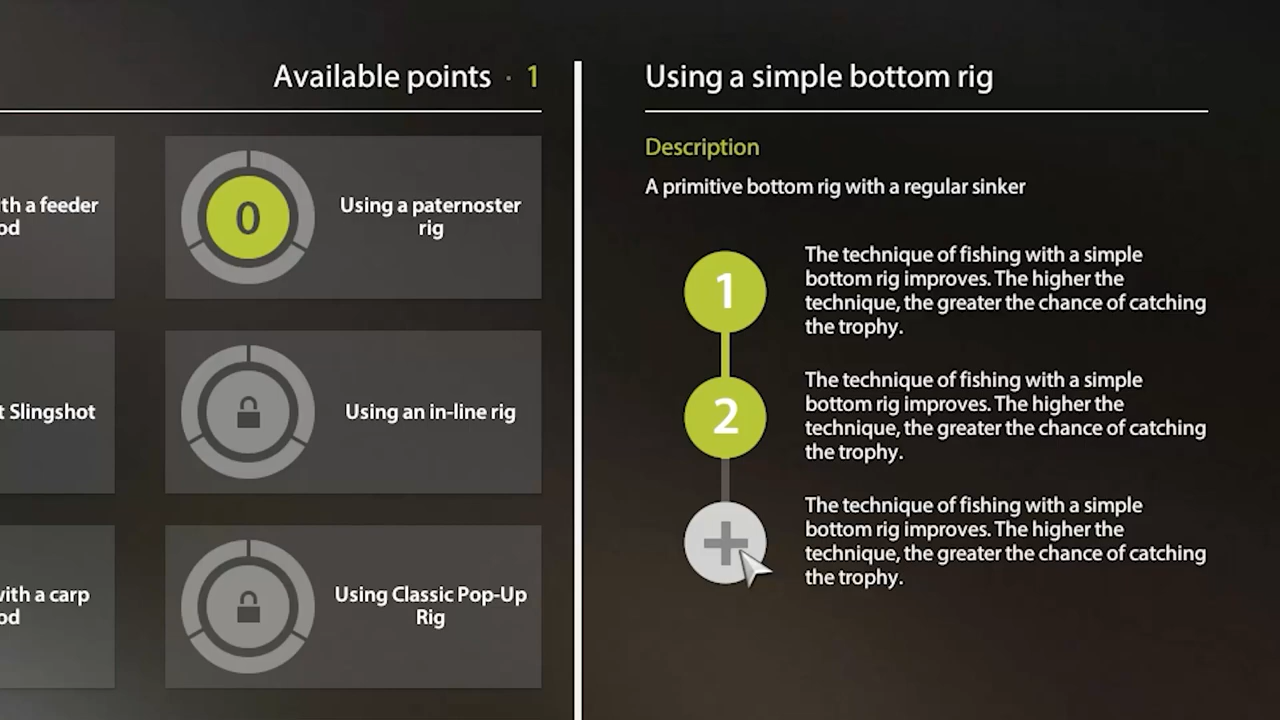 Available points · 1
th a feeder
od
0
Using a paternoster
rig
t Slingshot
Using an in-line rig
with a carp
od
Using Classic Pop-Up
Rig
Using a simple bottom rig
Description
A primitive bottom rig with a regular sinker
1
The technique of fishing with a simple
bottom rig improves. The higher the
technique, the greater the chance of catching
the trophy.
2
The technique of fishing with a simple
bottom rig improves. The higher the
technique, the greater the chance of catching
the trophy.
The technique of fishing with a simple
bottom rig improves. The higher the
technique, the greater the chance of catching
the trophy.